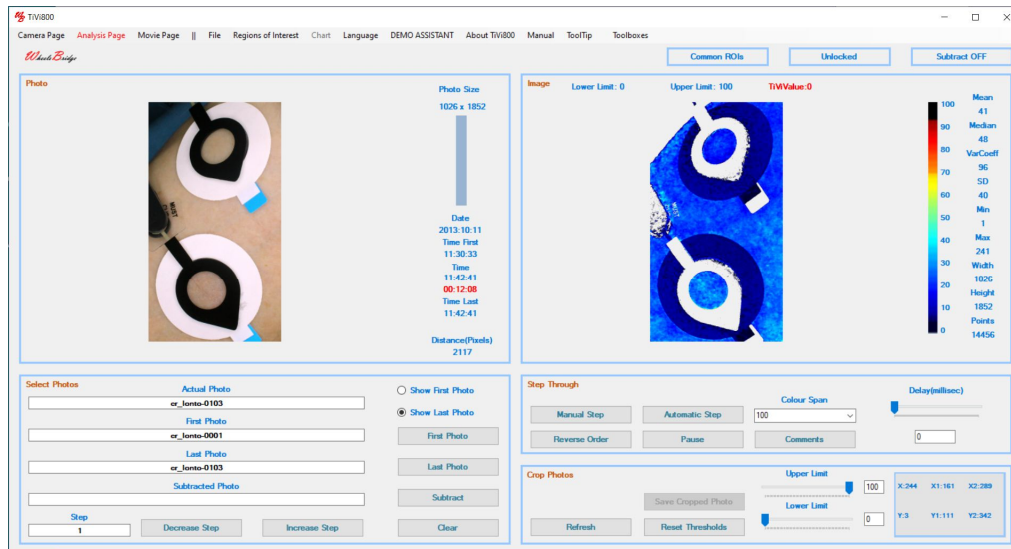 TiVi800
Camera Page Analysis Page Movie Page || File Regions of Interest Chart Language DEMO ASSISTANT About TiVi800 Manual ToolTip Toolboxes
WheelsBridge
Common ROIs Unlocked Subtract OFF
Photo
Photo Size
1026 x 1852
Date
2013:10:11
Time First
11:30:33
Time
11:42:41
00:12:08
Time Last
11:42:41
Distance(Pixels)
2117
MUST
Image Lower Limit: 0 Upper Limit: 100 TiViValue:0
100
90
80
70
60
50
40
30
20
10
0
Mean
41
Median
48
VarCoeff
96
SD
40
Min
1
Max
241
Width
1026
Height
1852
Points
14456
Select Photos
Actual Photo
cr_Ionto-0103
First Photo
cr_Ionto-0001
Last Photo
cr_Ionto-0103
Subtracted Photo
Step
1
Decrease Step Increase Step
Show First Photo
Show Last Photo
First Photo
Last Photo
Subtract
Clear
Step Through
Manual Step Automatic Step
Colour Span
100
Reverse Order Pause Comments
Delay(millisec)
0
Crop Photos
Save Cropped Photo
Refresh Reset Thresholds
Upper Limit
100
Lower Limit
0
X:244 X1:161 X2:289
Y:3 Y1:111 Y2:342